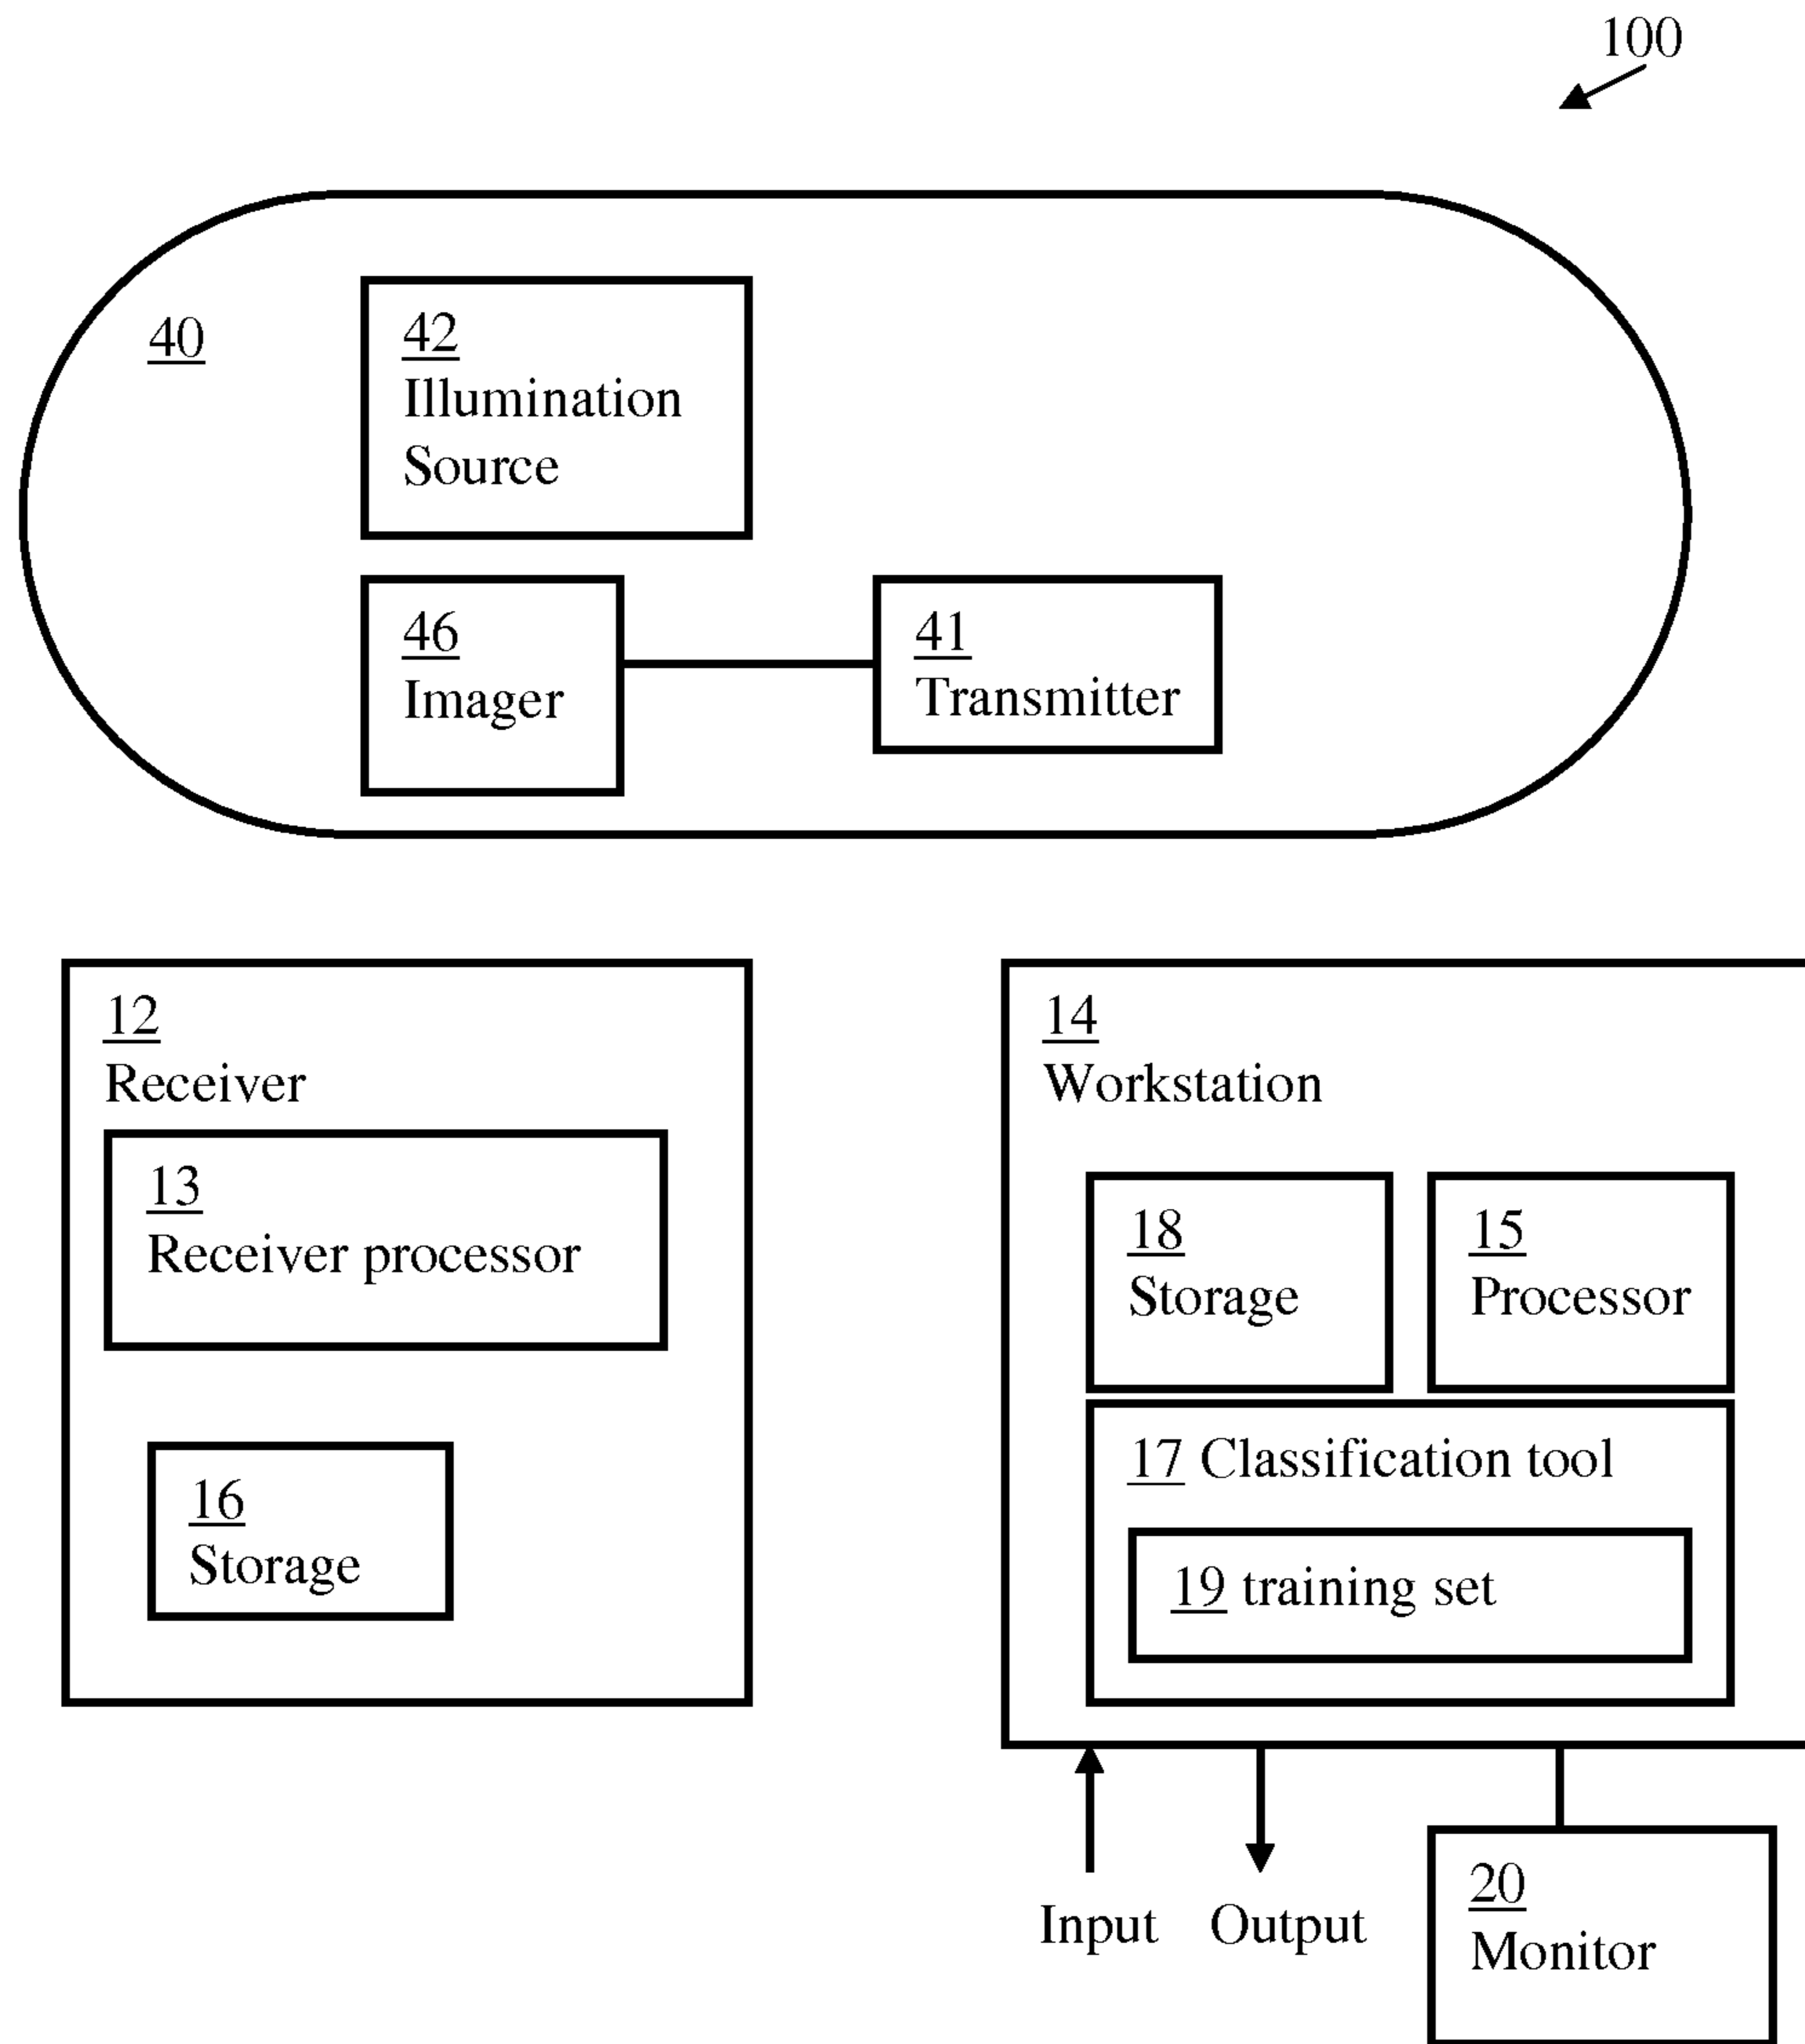 100
40
42
Illumination
Source
46
Imager
41
Transmitter
12
Receiver
13
Receiver processor
16
Storage
14
Workstation
18
Storage
15
Processor
17 Classification tool
19 training set
Input
Output
20
Monitor